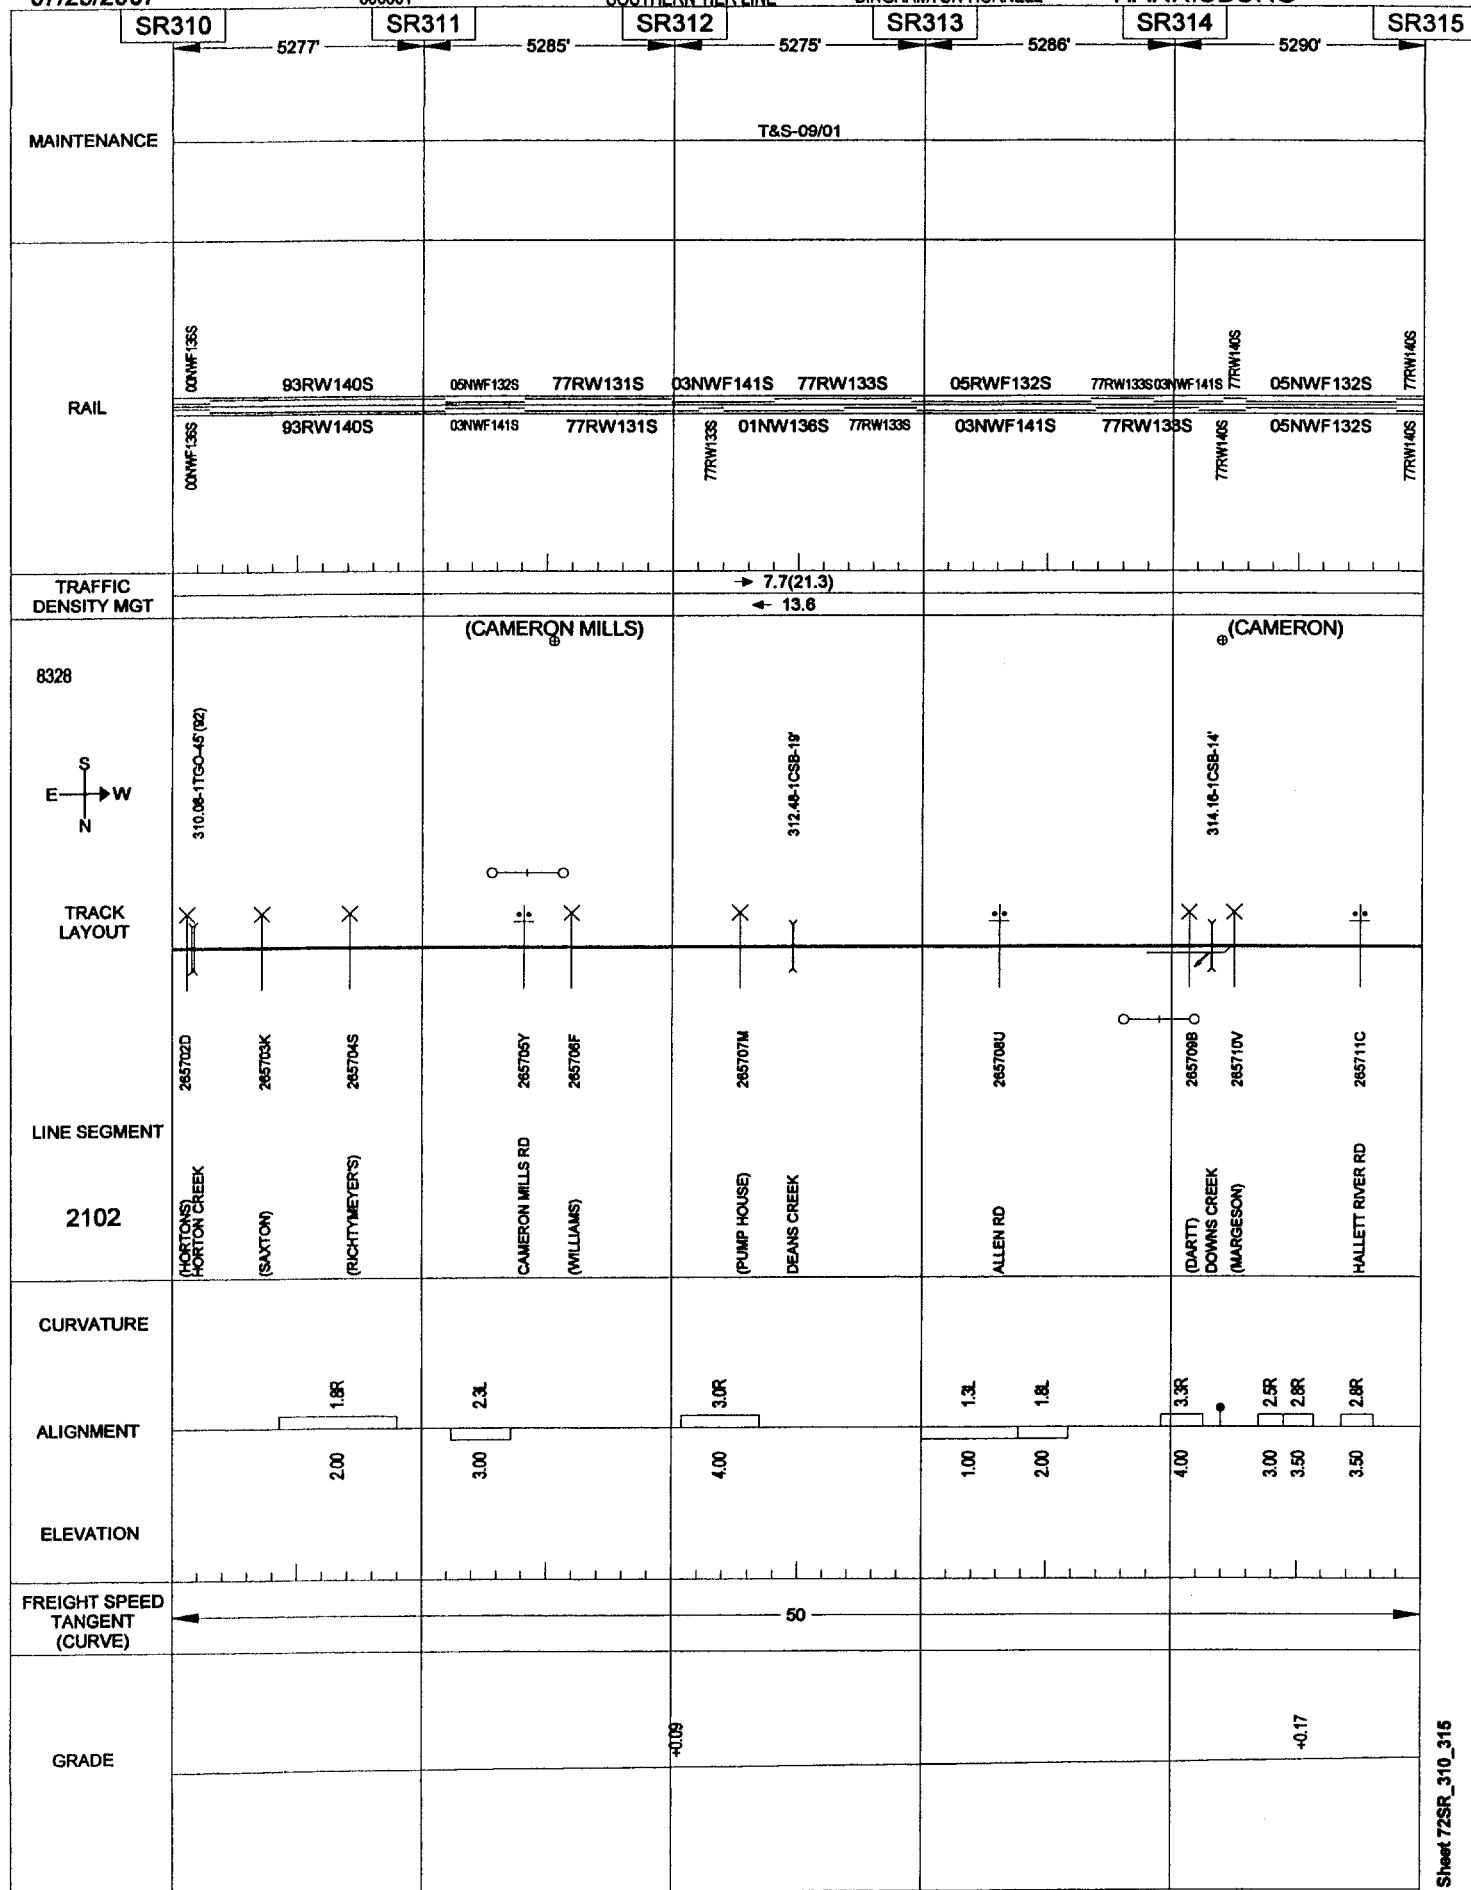 SR310 SR311 SR312 SR313 SR314 SR315
5277' 5285' 5275' 5286' 5290'
MAINTENANCE
T&S-09/01
RAIL
00NWF136S 93RW140S 05NWF132S 77RW131S 03NWF141S 77RW133S 05RWF132S 77RW133S 03NWF141S 77RW140S 05NWF132S 77RW140S
00NWF136S 93RW140S 03NWF141S 77RW131S 77RW133S 01NW136S 77RW133S 03NWF141S 77RW133S 77RW140S 05NWF132S 77RW140S
TRAFFIC
DENSITY MGT
7.7(21.3)
13.6
(CAMERON MILLS) (CAMERON)
8328
S
E W
N
310.08-1TGO-45'(92) 312.48-1CSB-19' 314.16-1CSB-14'
TRACK
LAYOUT
265702D 265703K 265704S 265705Y 265706F 265707M 265708U 265709B 265710V 265711C
LINE SEGMENT
2102
(HORTONS)
HORTON CREEK
(SAXTON)
(RICHTYMEYER'S)
CAMERON MILLS RD
(WILLIAMS)
(PUMP HOUSE)
DEANS CREEK
ALLEN RD
(DARTT)
DOWNS CREEK
(MARGESON)
HALLETT RIVER RD
CURVATURE
1.8R 2.3L 3.0R 1.3L 1.8L 3.3R 2.5R 2.8R 2.8R
ALIGNMENT
2.00 3.00 4.00 1.00 2.00 4.00 3.00 3.50 3.50
ELEVATION
FREIGHT SPEED
TANGENT
(CURVE)
50
GRADE
+0.09 +0.17
Sheet 72SR_310_315